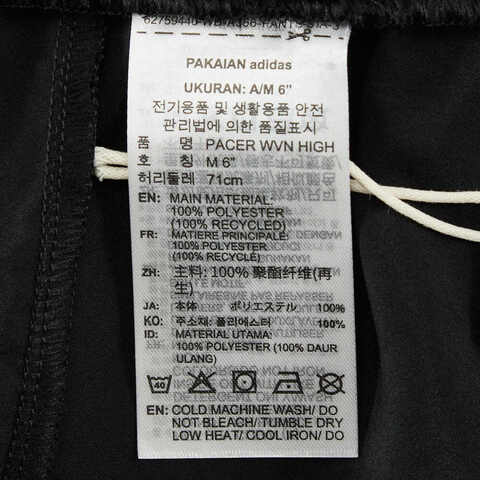 PAKAIAN adidas
UKURAN: A/M 6"
전기용품 및 생활용품 안전
관리법에 의한 품질표시
품 명 PACER WVN HIGH
호 칭 M 6"
허리둘레 71cm
EN: MAIN MATERIAL:
100% POLYESTER
(100% RECYCLED)
FR: MATIERE PRINCIPALE:
100% POLYESTER
(100% RECYCLÉ)
ZH: 主料: 100% 聚酯纤维(再
生)
JA: 本体 ポリエステル 100%
KO: 주소재: 폴리에스터 100%
ID: MATERIAL UTAMA:
100% POLYESTER (100% DAUR
ULANG)
40
EN: COLD MACHINE WASH/ DO
NOT BLEACH/ TUMBLE DRY
LOW HEAT/ COOL IRON/ DO